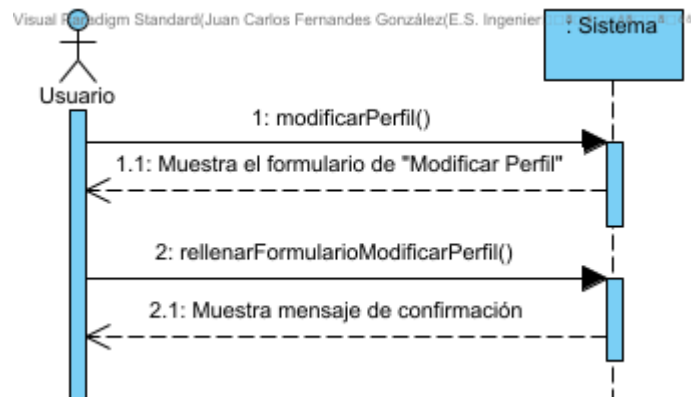 Visual Paradigm Standard(Juan Carlos Fernandes González(E.S. Ingenier
: Sistema
Usuario
1: modificarPerfil()
1.1: Muestra el formulario de "Modificar Perfil"
2: rellenarFormularioModificarPerfil()
2.1: Muestra mensaje de confirmación